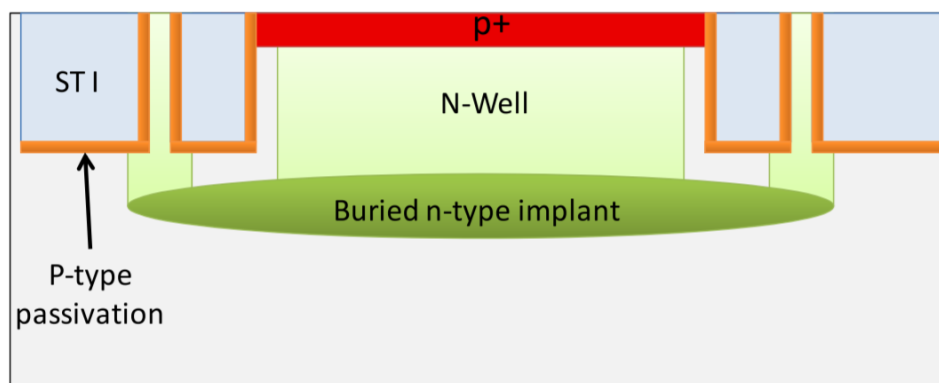 p+
ST I
N-Well
Buried n-type implant
P-type
passivation